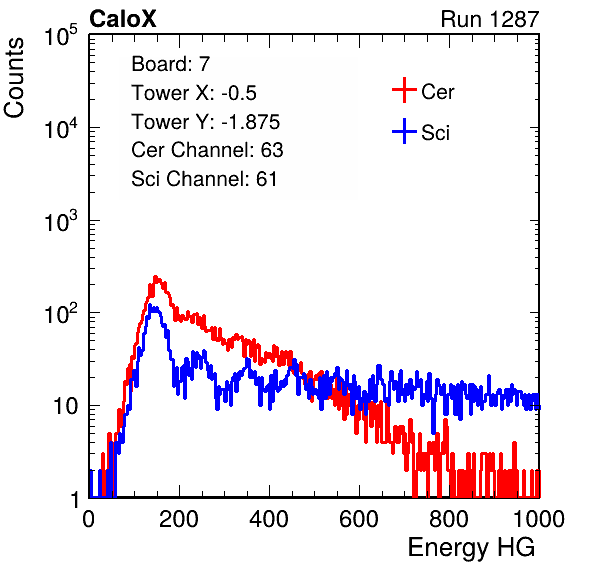 CaloX Run 1287
Counts
Board: 7
Tower X: -0.5
Tower Y: -1.875
Cer Channel: 63
Sci Channel: 61
Cer
Sci
10^5
10^4
10^3
10^2
10
1
0 200 400 600 800 1000
Energy HG